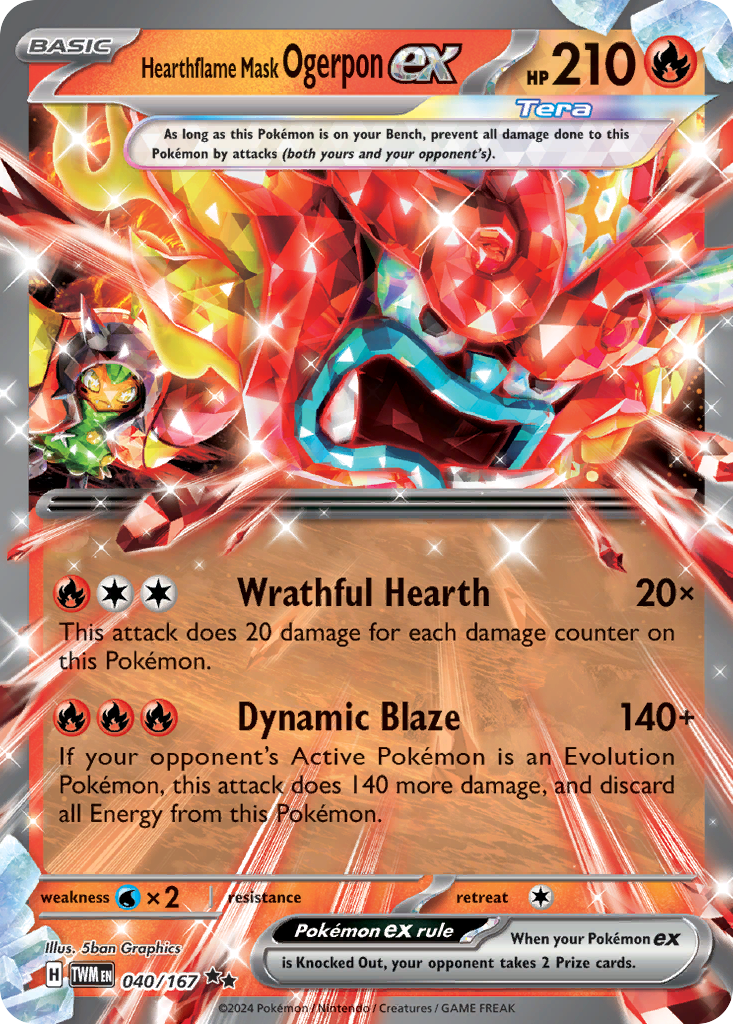 BASIC
Hearthflame Mask Ogerpon ex HP 210
Tera
As long as this Pokémon is on your Bench, prevent all damage done to this
Pokémon by attacks (both yours and your opponent's).
Wrathful Hearth 20×
This attack does 20 damage for each damage counter on
this Pokémon.
Dynamic Blaze 140+
If your opponent's Active Pokémon is an Evolution
Pokémon, this attack does 140 more damage, and discard
all Energy from this Pokémon.
weakness ×2 resistance retreat
Illus. 5ban Graphics
H TWM EN 040/167
Pokémon ex rule
When your Pokémon ex
is Knocked Out, your opponent takes 2 Prize cards.
©2024 Pokémon / Nintendo / Creatures / GAME FREAK